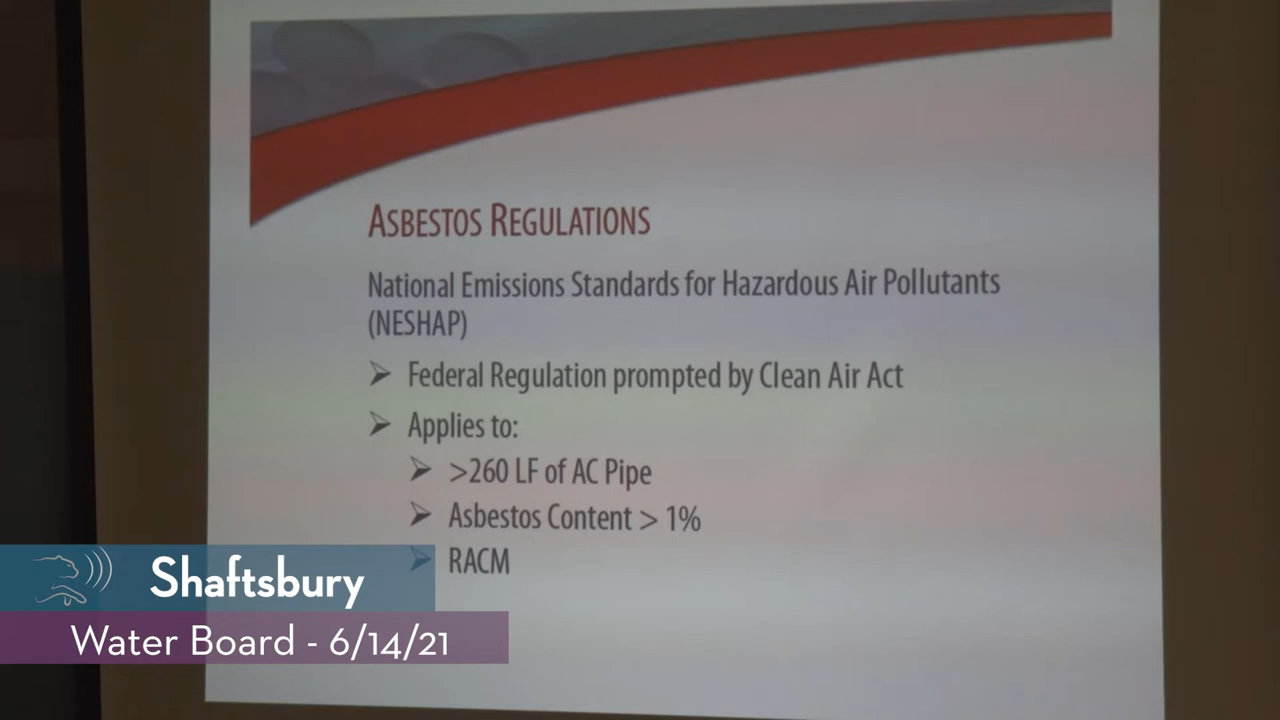 ASBESTOS REGULATIONS
National Emissions Standards for Hazardous Air Pollutants
(NESHAP)
Federal Regulation prompted by Clean Air Act
Applies to:
>260 LF of AC Pipe
Asbestos Content > 1%
RACM
Shaftsbury
Water Board - 6/14/21